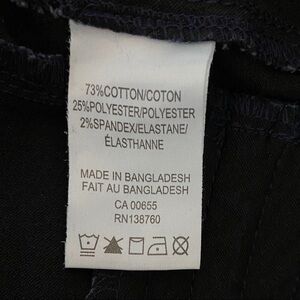 73%COTTON/COTON
25%POLYESTER/POLYESTER
2%SPANDEX/ELASTANE/
ÉLASTHANNE
MADE IN BANGLADESH
FAIT AU BANGLADESH
CA 00655
RN138760